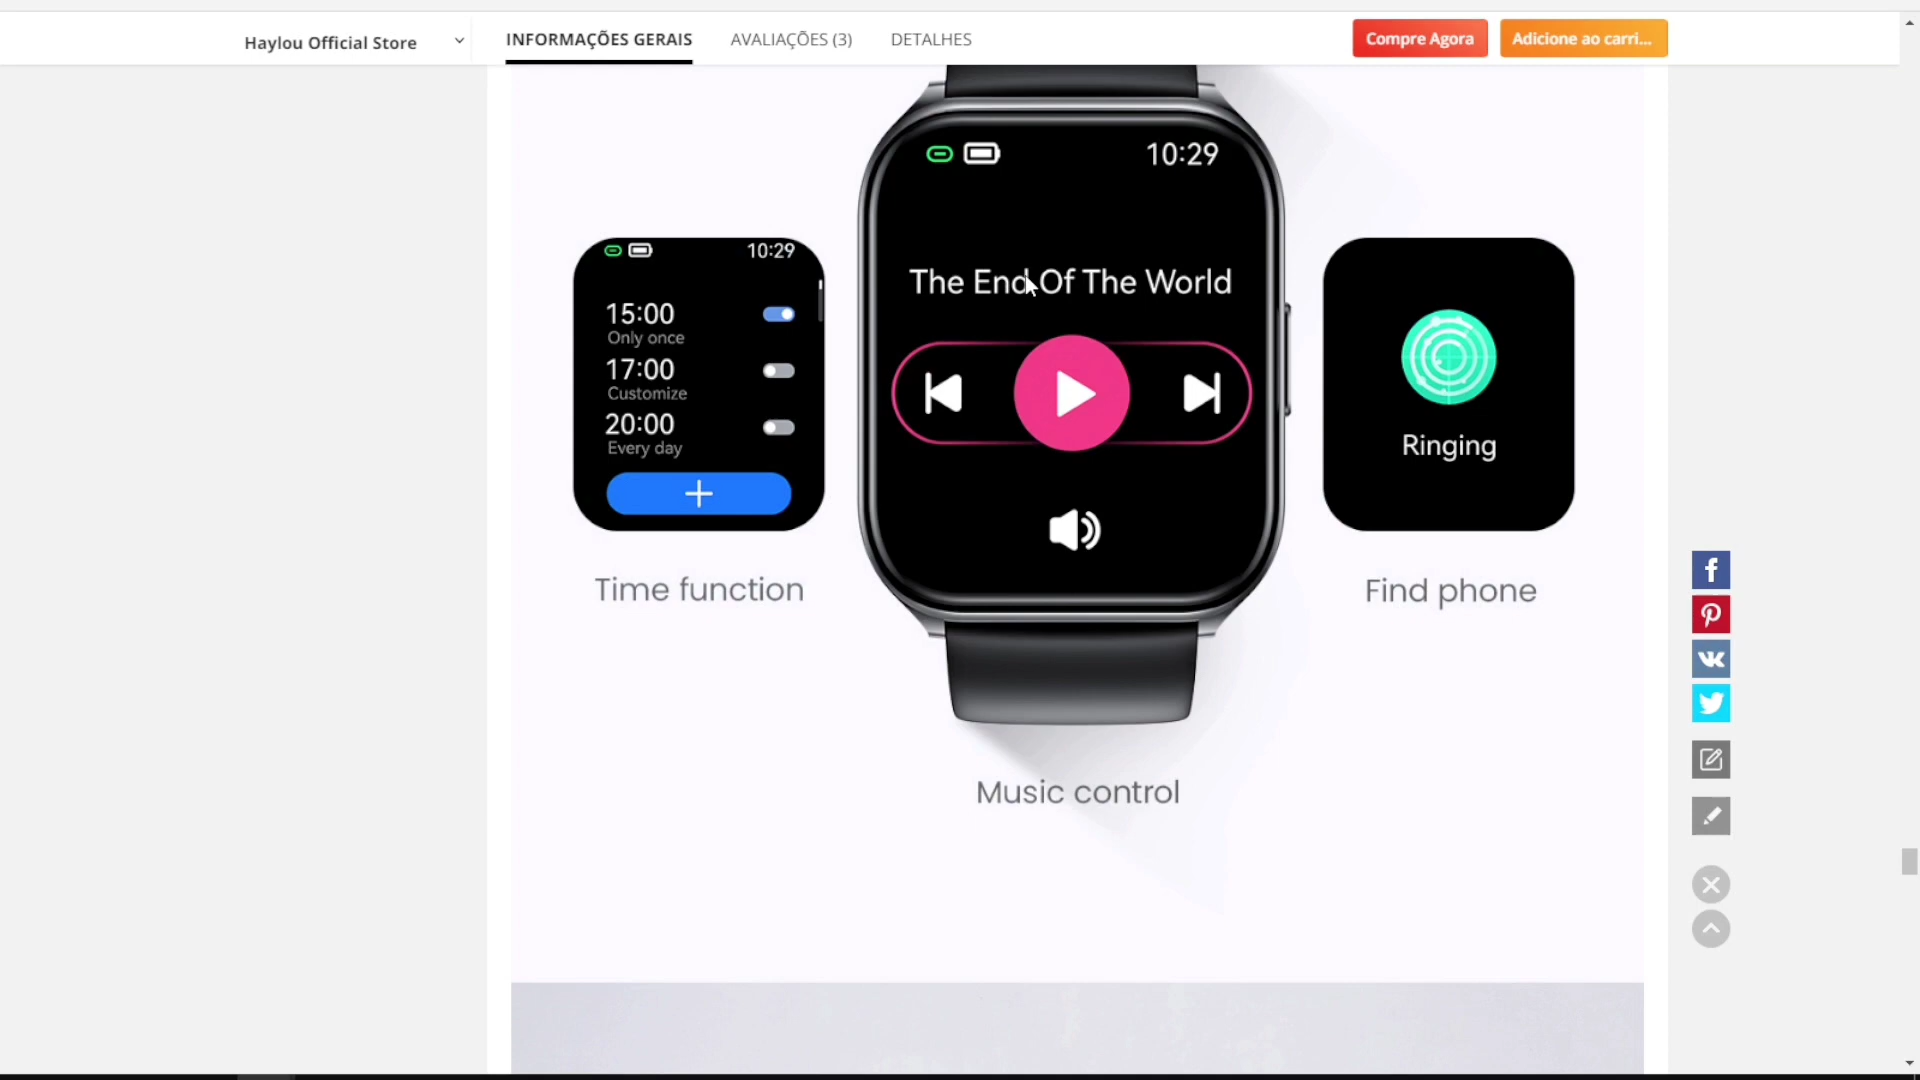 Haylou Official Store
INFORMAÇÕES GERAIS
AVALIAÇÕES (3)
DETALHES
Compre Agora
Adicione ao carri...
10:29
The End Of The World
10:29
15:00
Only once
17:00
Customize
20:00
Every day
Ringing
Time function
Find phone
Music control